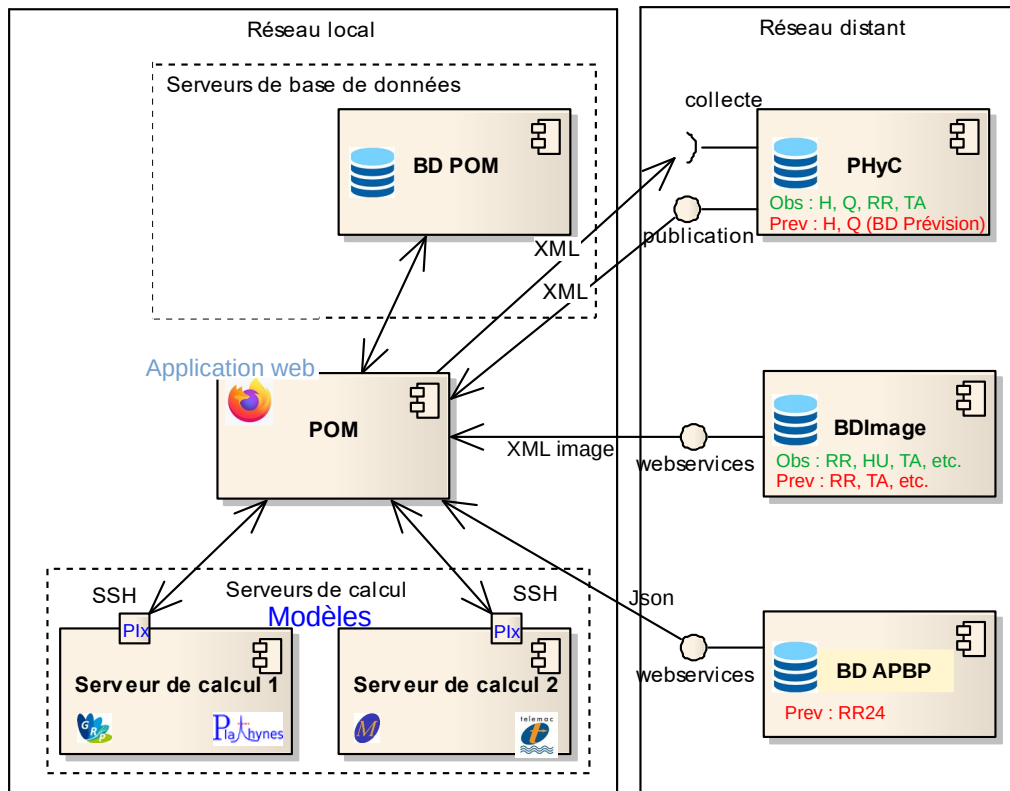 Réseau local
Réseau distant
Serveurs de base de données
BD POM
collecte
PHyC
Obs : H, Q, RR, TA
Prev : H, Q (BD Prévision)
publication
XML
XML
Application web
POM
BDImage
Obs : RR, HU, TA, etc.
Prev : RR, TA, etc.
XML image
webservices
SSH
Serveurs de calcul
SSH
Modèles
PIx
PIx
Json
webservices
BD APBP
Prev : RR24
Serveur de calcul 1
GRP
Plathynes
Serveur de calcul 2
M
telemac